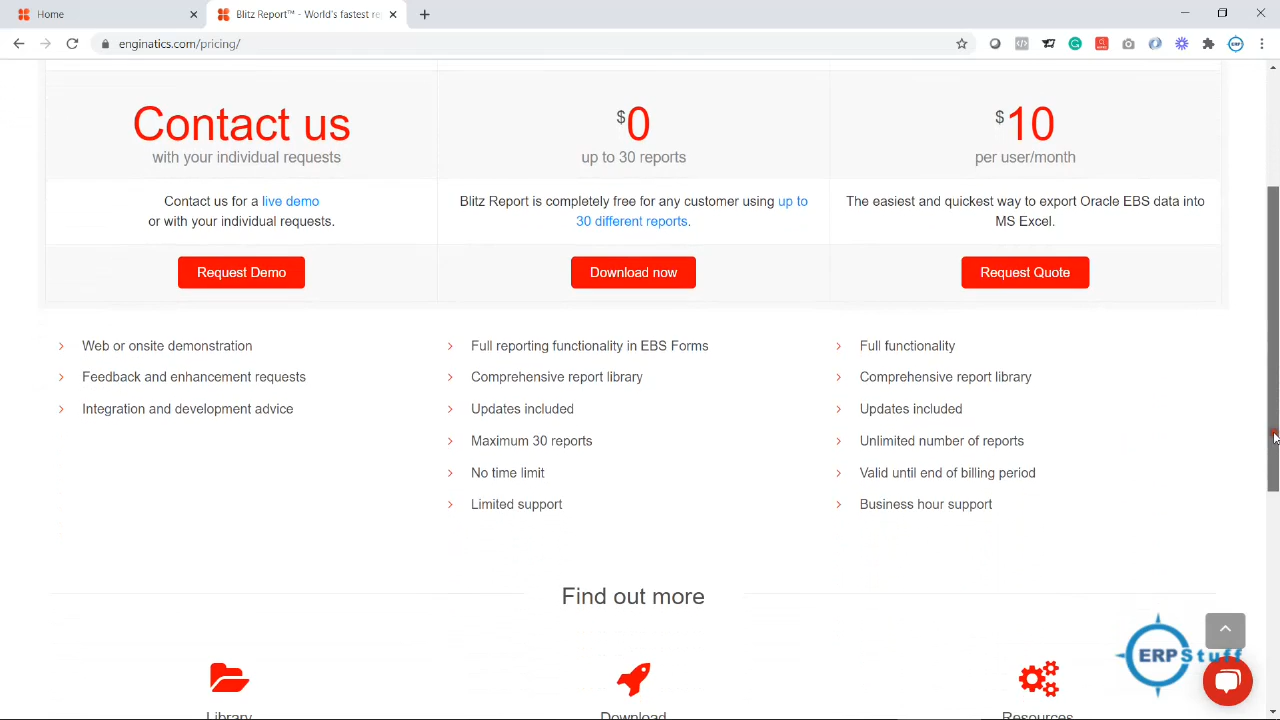 Home
Blitz Report™ - World's fastest re
enginatics.com/pricing/
Contact us
with your individual requests
Contact us for a live demo
or with your individual requests.
Request Demo
Web or onsite demonstration
Feedback and enhancement requests
Integration and development advice
$0
up to 30 reports
Blitz Report is completely free for any customer using up to
30 different reports.
Download now
Full reporting functionality in EBS Forms
Comprehensive report library
Updates included
Maximum 30 reports
No time limit
Limited support
$10
per user/month
The easiest and quickest way to export Oracle EBS data into
MS Excel.
Request Quote
Full functionality
Comprehensive report library
Updates included
Unlimited number of reports
Valid until end of billing period
Business hour support
Find out more
Library
Download
Resources
ERPStuff